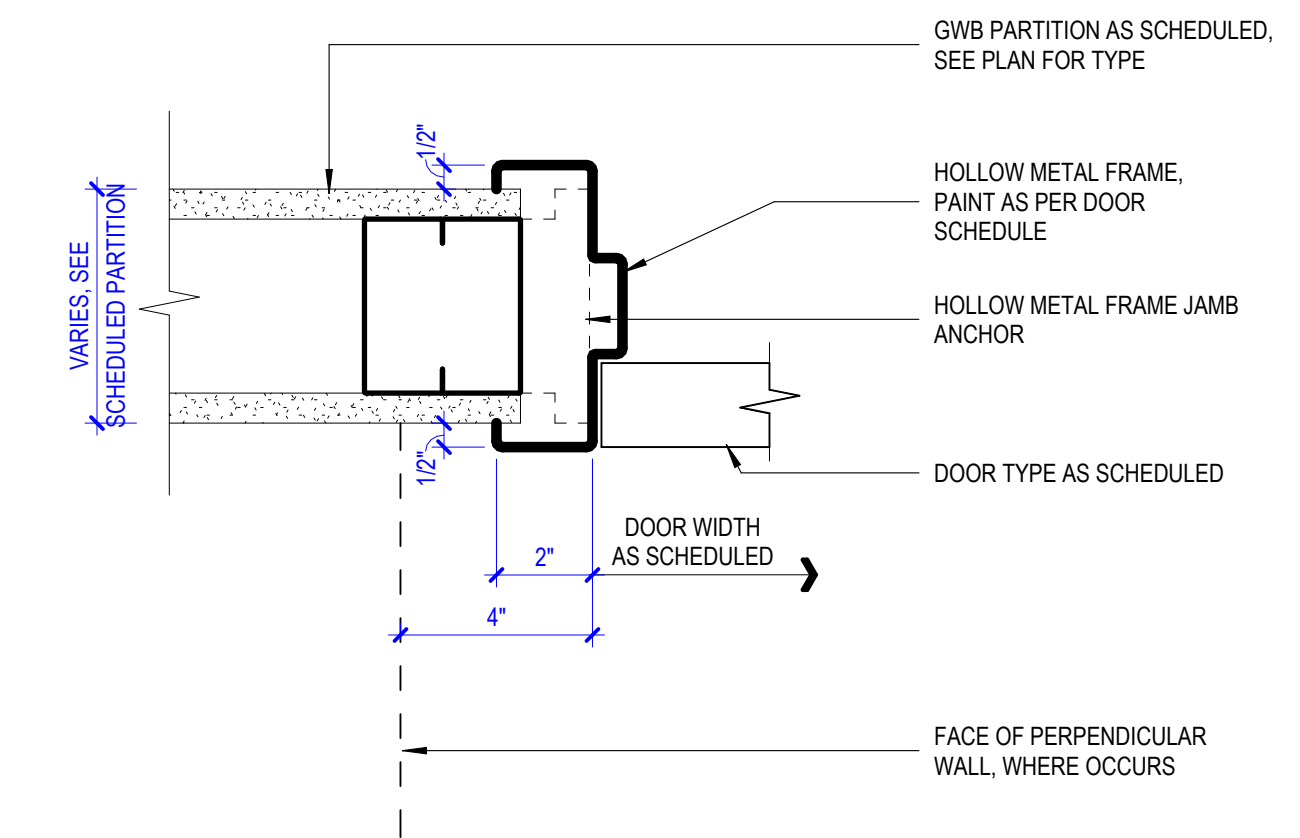 GWB PARTITION AS SCHEDULED,
SEE PLAN FOR TYPE
1/2"
HOLLOW METAL FRAME,
PAINT AS PER DOOR
SCHEDULE
VARIES, SEE
SCHEDULED PARTITION
HOLLOW METAL FRAME JAMB
ANCHOR
1/2"
DOOR TYPE AS SCHEDULED
DOOR WIDTH
AS SCHEDULED
2"
4"
FACE OF PERPENDICULAR
WALL, WHERE OCCURS